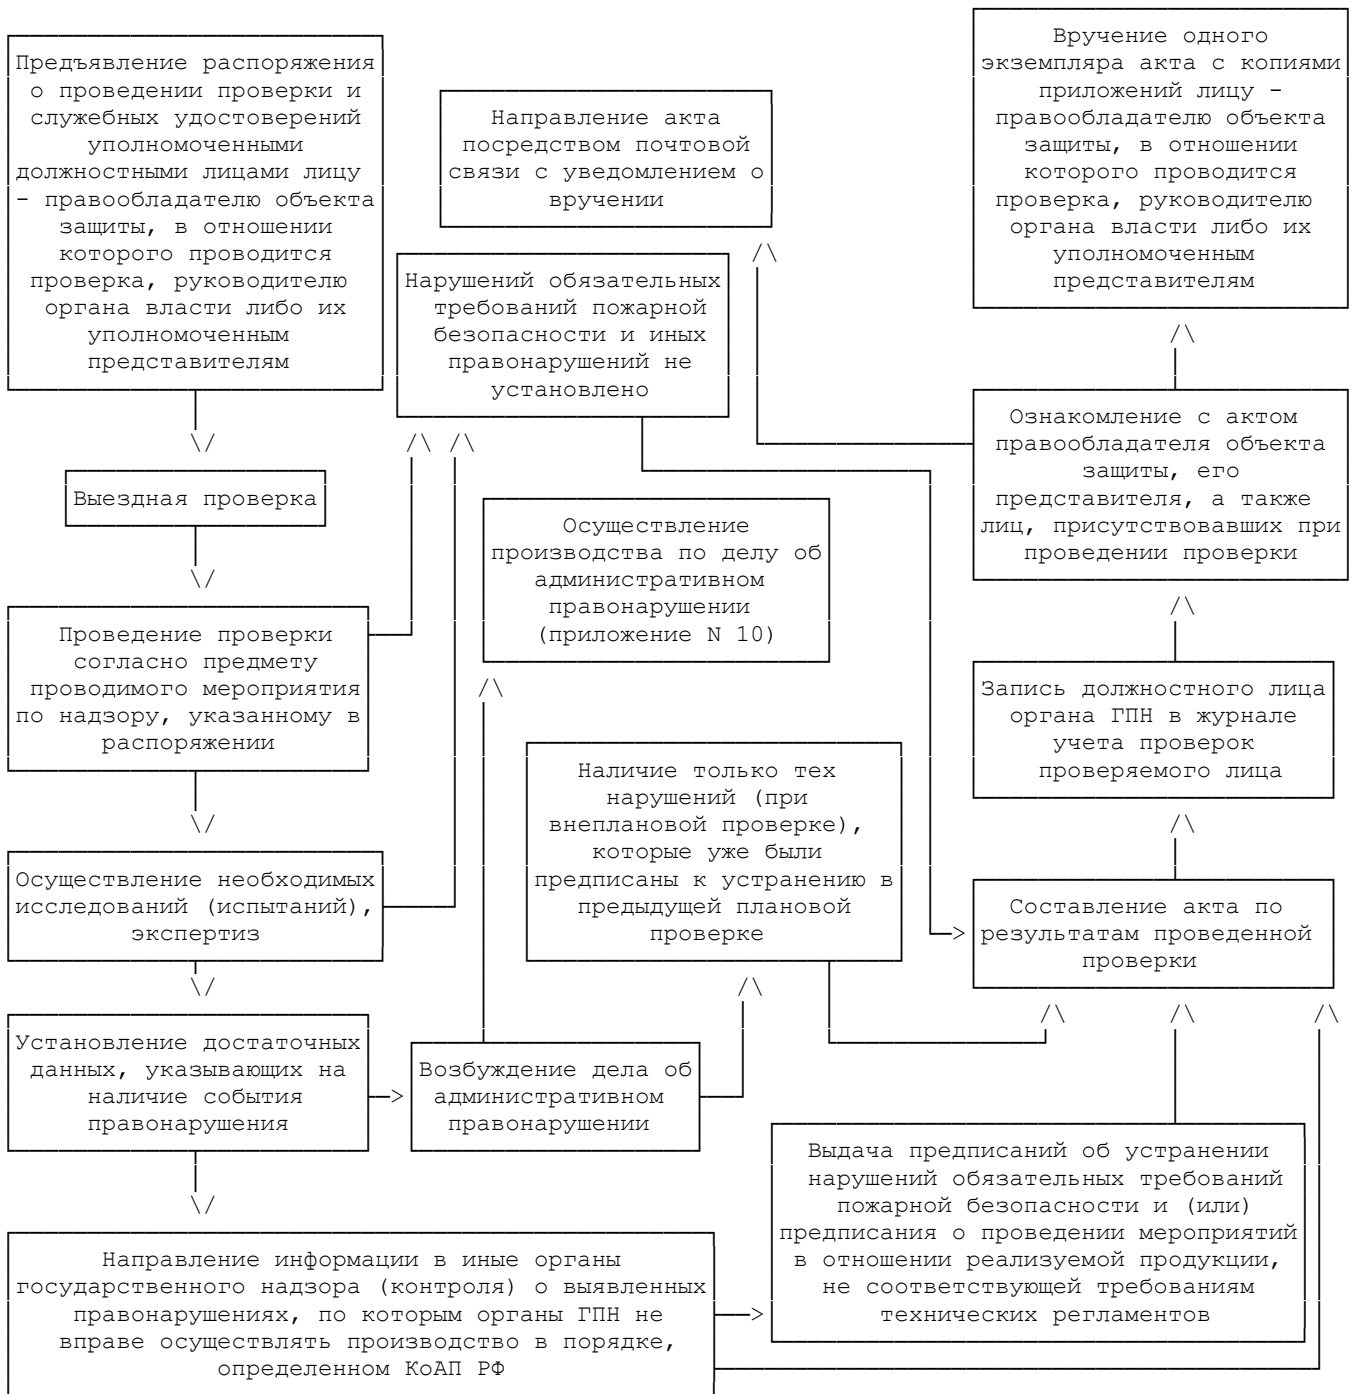 Предъявление распоряжения
о проведении проверки и
служебных удостоверений
уполномоченными
должностными лицами лицу
- правообладателю объекта
защиты, в отношении
которого проводится
проверка, руководителю
органа власти либо их
уполномоченным
представителям
Направление акта
посредством почтовой
связи с уведомлением о
вручении
Вручение одного
экземпляра акта с копиями
приложений лицу -
правообладателю объекта
защиты, в отношении
которого проводится
проверка, руководителю
органа власти либо их
уполномоченным
представителям
Нарушений обязательных
требований пожарной
безопасности и иных
правонарушений не
установлено
Ознакомление с актом
правообладателя объекта
защиты, его
представителя, а также
лиц, присутствовавших при
проведении проверки
Выездная проверка
Осуществление
производства по делу об
административном
правонарушении
(приложение N 10)
Проведение проверки
согласно предмету
проводимого мероприятия
по надзору, указанному в
распоряжении
Запись должностного лица
органа ГПН в журнале
учета проверок
проверяемого лица
Наличие только тех
нарушений (при
внеплановой проверке),
которые уже были
предписаны к устранению в
предыдущей плановой
проверке
Осуществление необходимых
исследований (испытаний),
экспертиз
Составление акта по
результатам проведенной
проверки
Установление достаточных
данных, указывающих на
наличие события
правонарушения
Возбуждение дела об
административном
правонарушении
Выдача предписаний об устранении
нарушений обязательных требований
пожарной безопасности и (или)
предписания о проведении мероприятий
в отношении реализуемой продукции,
не соответствующей требованиям
технических регламентов
Направление информации в иные органы
государственного надзора (контроля) о выявленных
правонарушениях, по которым органы ГПН не
вправе осуществлять производство в порядке,
определенном КоАП РФ